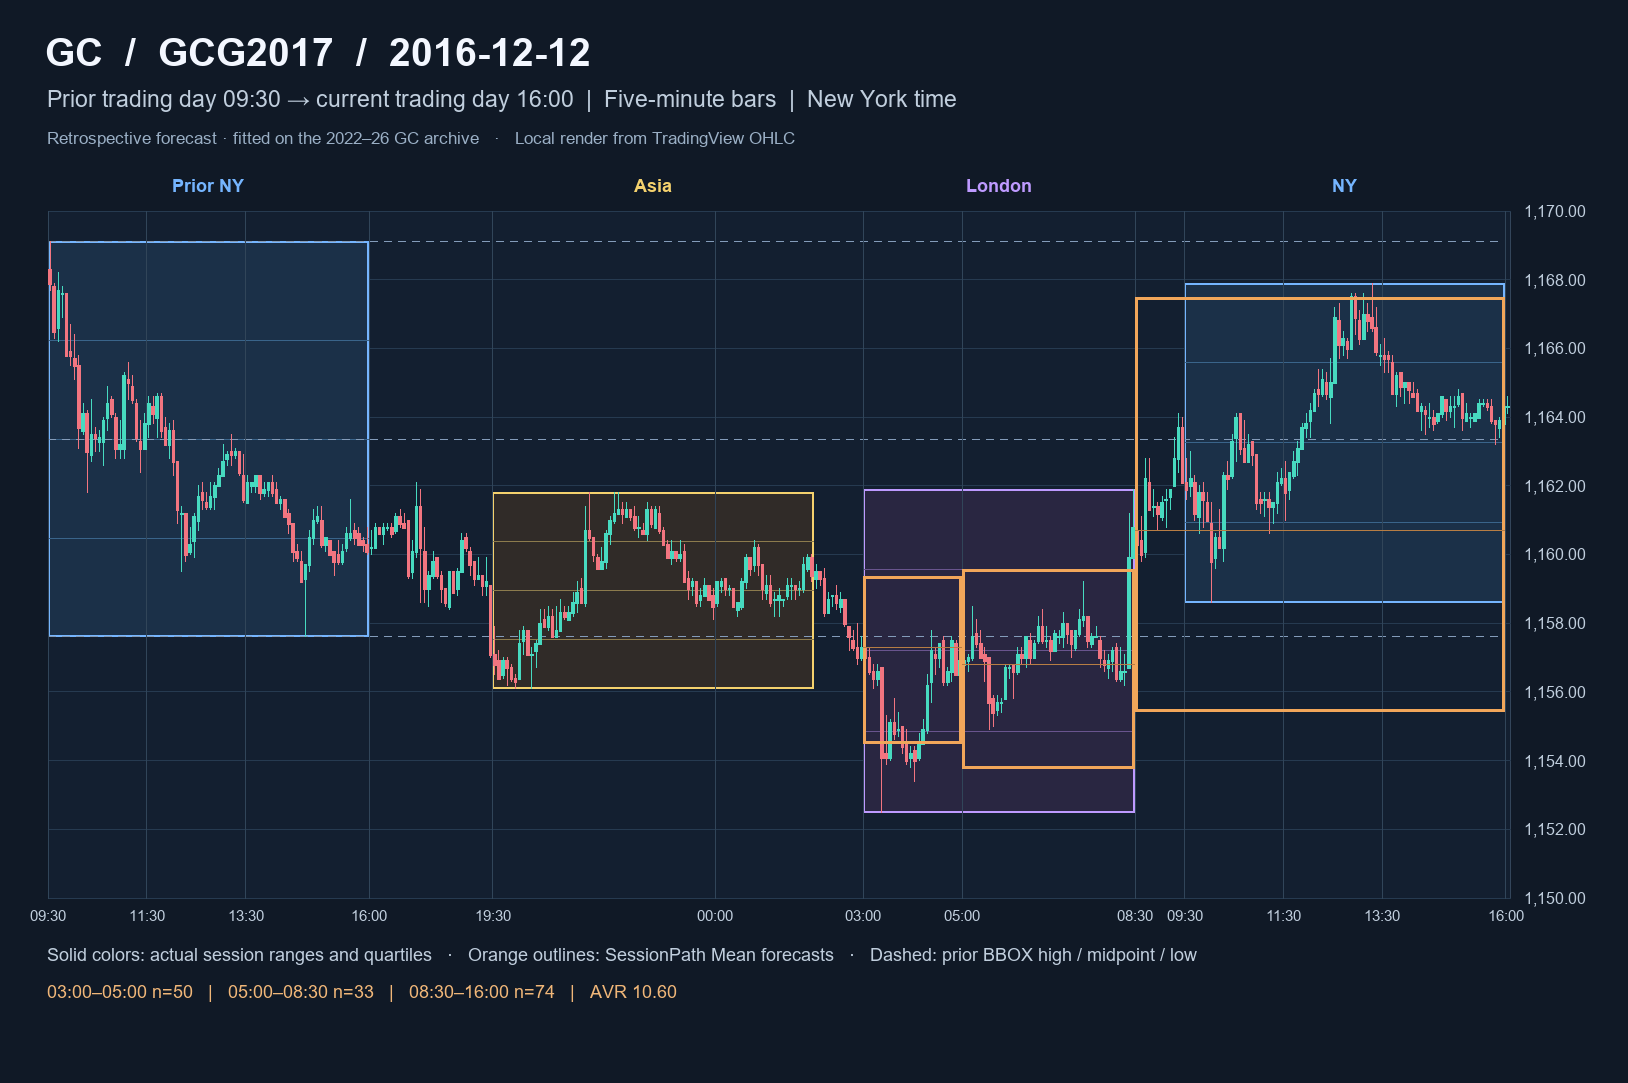 GC / GCG2017 / 2016-12-12
Prior trading day 09:30 → current trading day 16:00 | Five-minute bars | New York time
Retrospective forecast · fitted on the 2022–26 GC archive · Local render from TradingView OHLC
Prior NY Asia London NY
1,170.00
1,168.00
1,166.00
1,164.00
1,162.00
1,160.00
1,158.00
1,156.00
1,154.00
1,152.00
1,150.00
09:30 11:30 13:30 16:00 19:30 00:00 03:00 05:00 08:30 09:30 11:30 13:30 16:00
Solid colors: actual session ranges and quartiles · Orange outlines: SessionPath Mean forecasts · Dashed: prior BBOX high / midpoint / low
03:00–05:00 n=50 | 05:00–08:30 n=33 | 08:30–16:00 n=74 | AVR 10.60